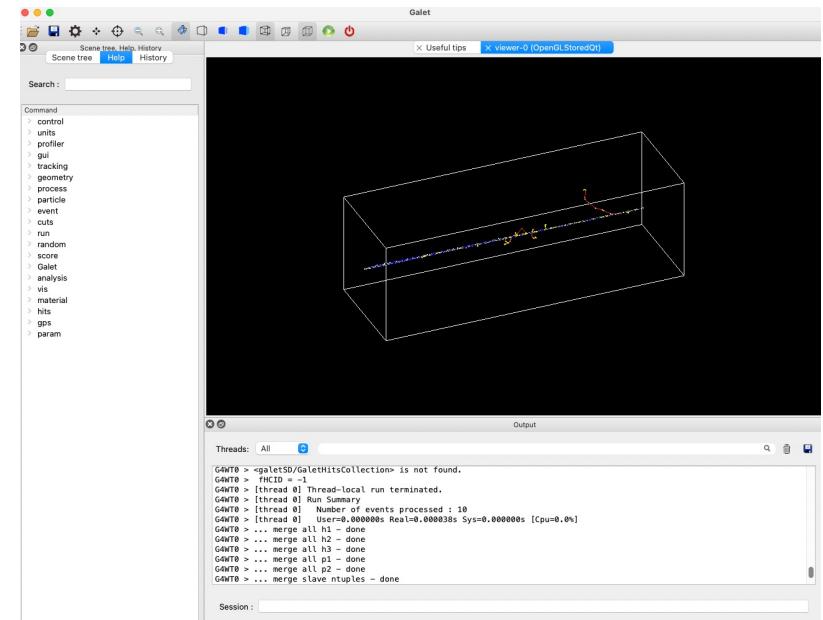 Galet
Scene tree, Help, History
Scene tree Help History
Search :
Command
control
units
profiler
gui
tracking
geometry
process
particle
event
cuts
run
random
score
Galet
analysis
vis
material
hits
gps
param
× Useful tips × viewer-0 (OpenGLStoredQt)
Output
Threads: All
G4WT0 > <galetSD/GaletHitsCollection> is not found.
G4WT0 >  fHCID = -1
G4WT0 > [thread 0] Thread-local run terminated.
G4WT0 > [thread 0] Run Summary
G4WT0 > [thread 0]   Number of events processed : 10
G4WT0 > [thread 0]   User=0.000000s Real=0.000038s Sys=0.000000s [Cpu=0.0%]
G4WT0 > ... merge all h1 - done
G4WT0 > ... merge all h2 - done
G4WT0 > ... merge all h3 - done
G4WT0 > ... merge all p1 - done
G4WT0 > ... merge all p2 - done
G4WT0 > ... merge slave ntuples - done
Session :